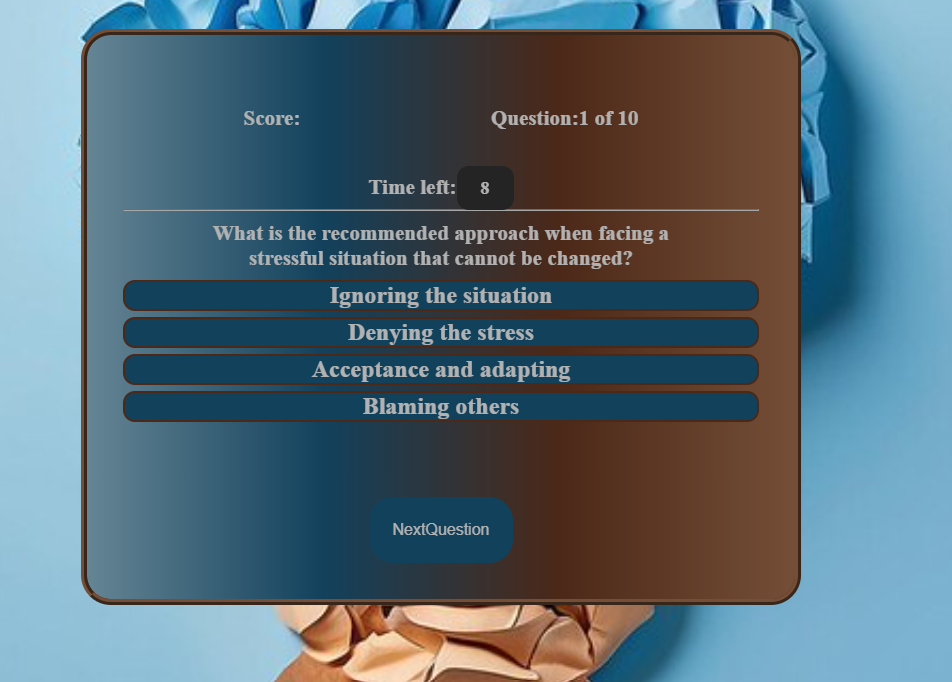 Score:
Question:1 of 10
Time left: 8
What is the recommended approach when facing a
stressful situation that cannot be changed?
Ignoring the situation
Denying the stress
Acceptance and adapting
Blaming others
NextQuestion